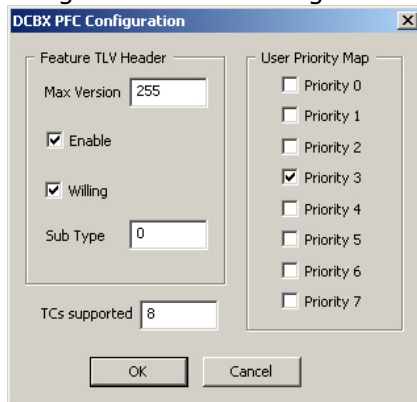 DCBX PFC Configuration
Feature TLV Header
Max Version 255
Enable
Willing
Sub Type 0
TCs supported 8
User Priority Map
Priority 0
Priority 1
Priority 2
Priority 3
Priority 4
Priority 5
Priority 6
Priority 7
OK Cancel